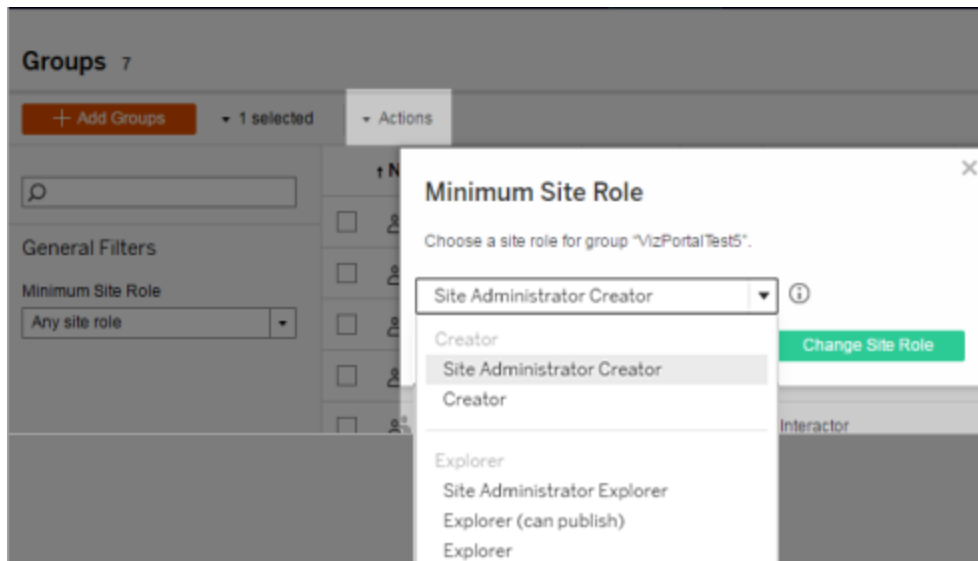 Groups 7
+ Add Groups
1 selected
Actions
General Filters
Minimum Site Role
Any site role
↑ N
Minimum Site Role
Choose a site role for group "VizPortalTest5".
Site Administrator Creator
Change Site Role
Creator
Site Administrator Creator
Creator
Interactor
Explorer
Site Administrator Explorer
Explorer (can publish)
Explorer